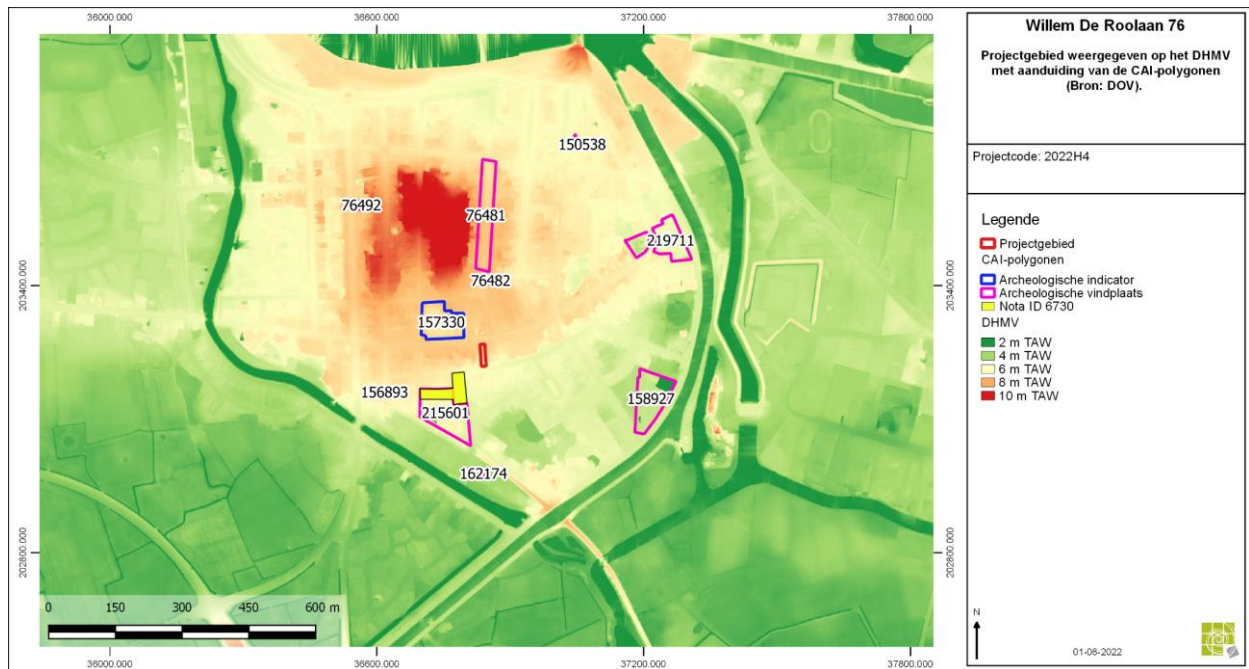 36000.000
36600.000
37200.000
37800.000
Willem De Roolaan 76
Projectgebied weergegeven op het DHMV
met aanduiding van de CAI-polygonen
(Bron: DOV).
Projectcode: 2022H4
150538
76492
76481
219711
76482
203400.000
203400.000
157330
156893
215601
158927
162174
202800.000
202800.000
Legende
Projectgebied
CAI-polygonen
Archeologische indicator
Archeologische vindplaats
Nota ID 6730
DHMV
2 m TAW
4 m TAW
6 m TAW
8 m TAW
10 m TAW
0 150 300 450 600 m
N
01-08-2022
36000.000
36600.000
37200.000
37800.000